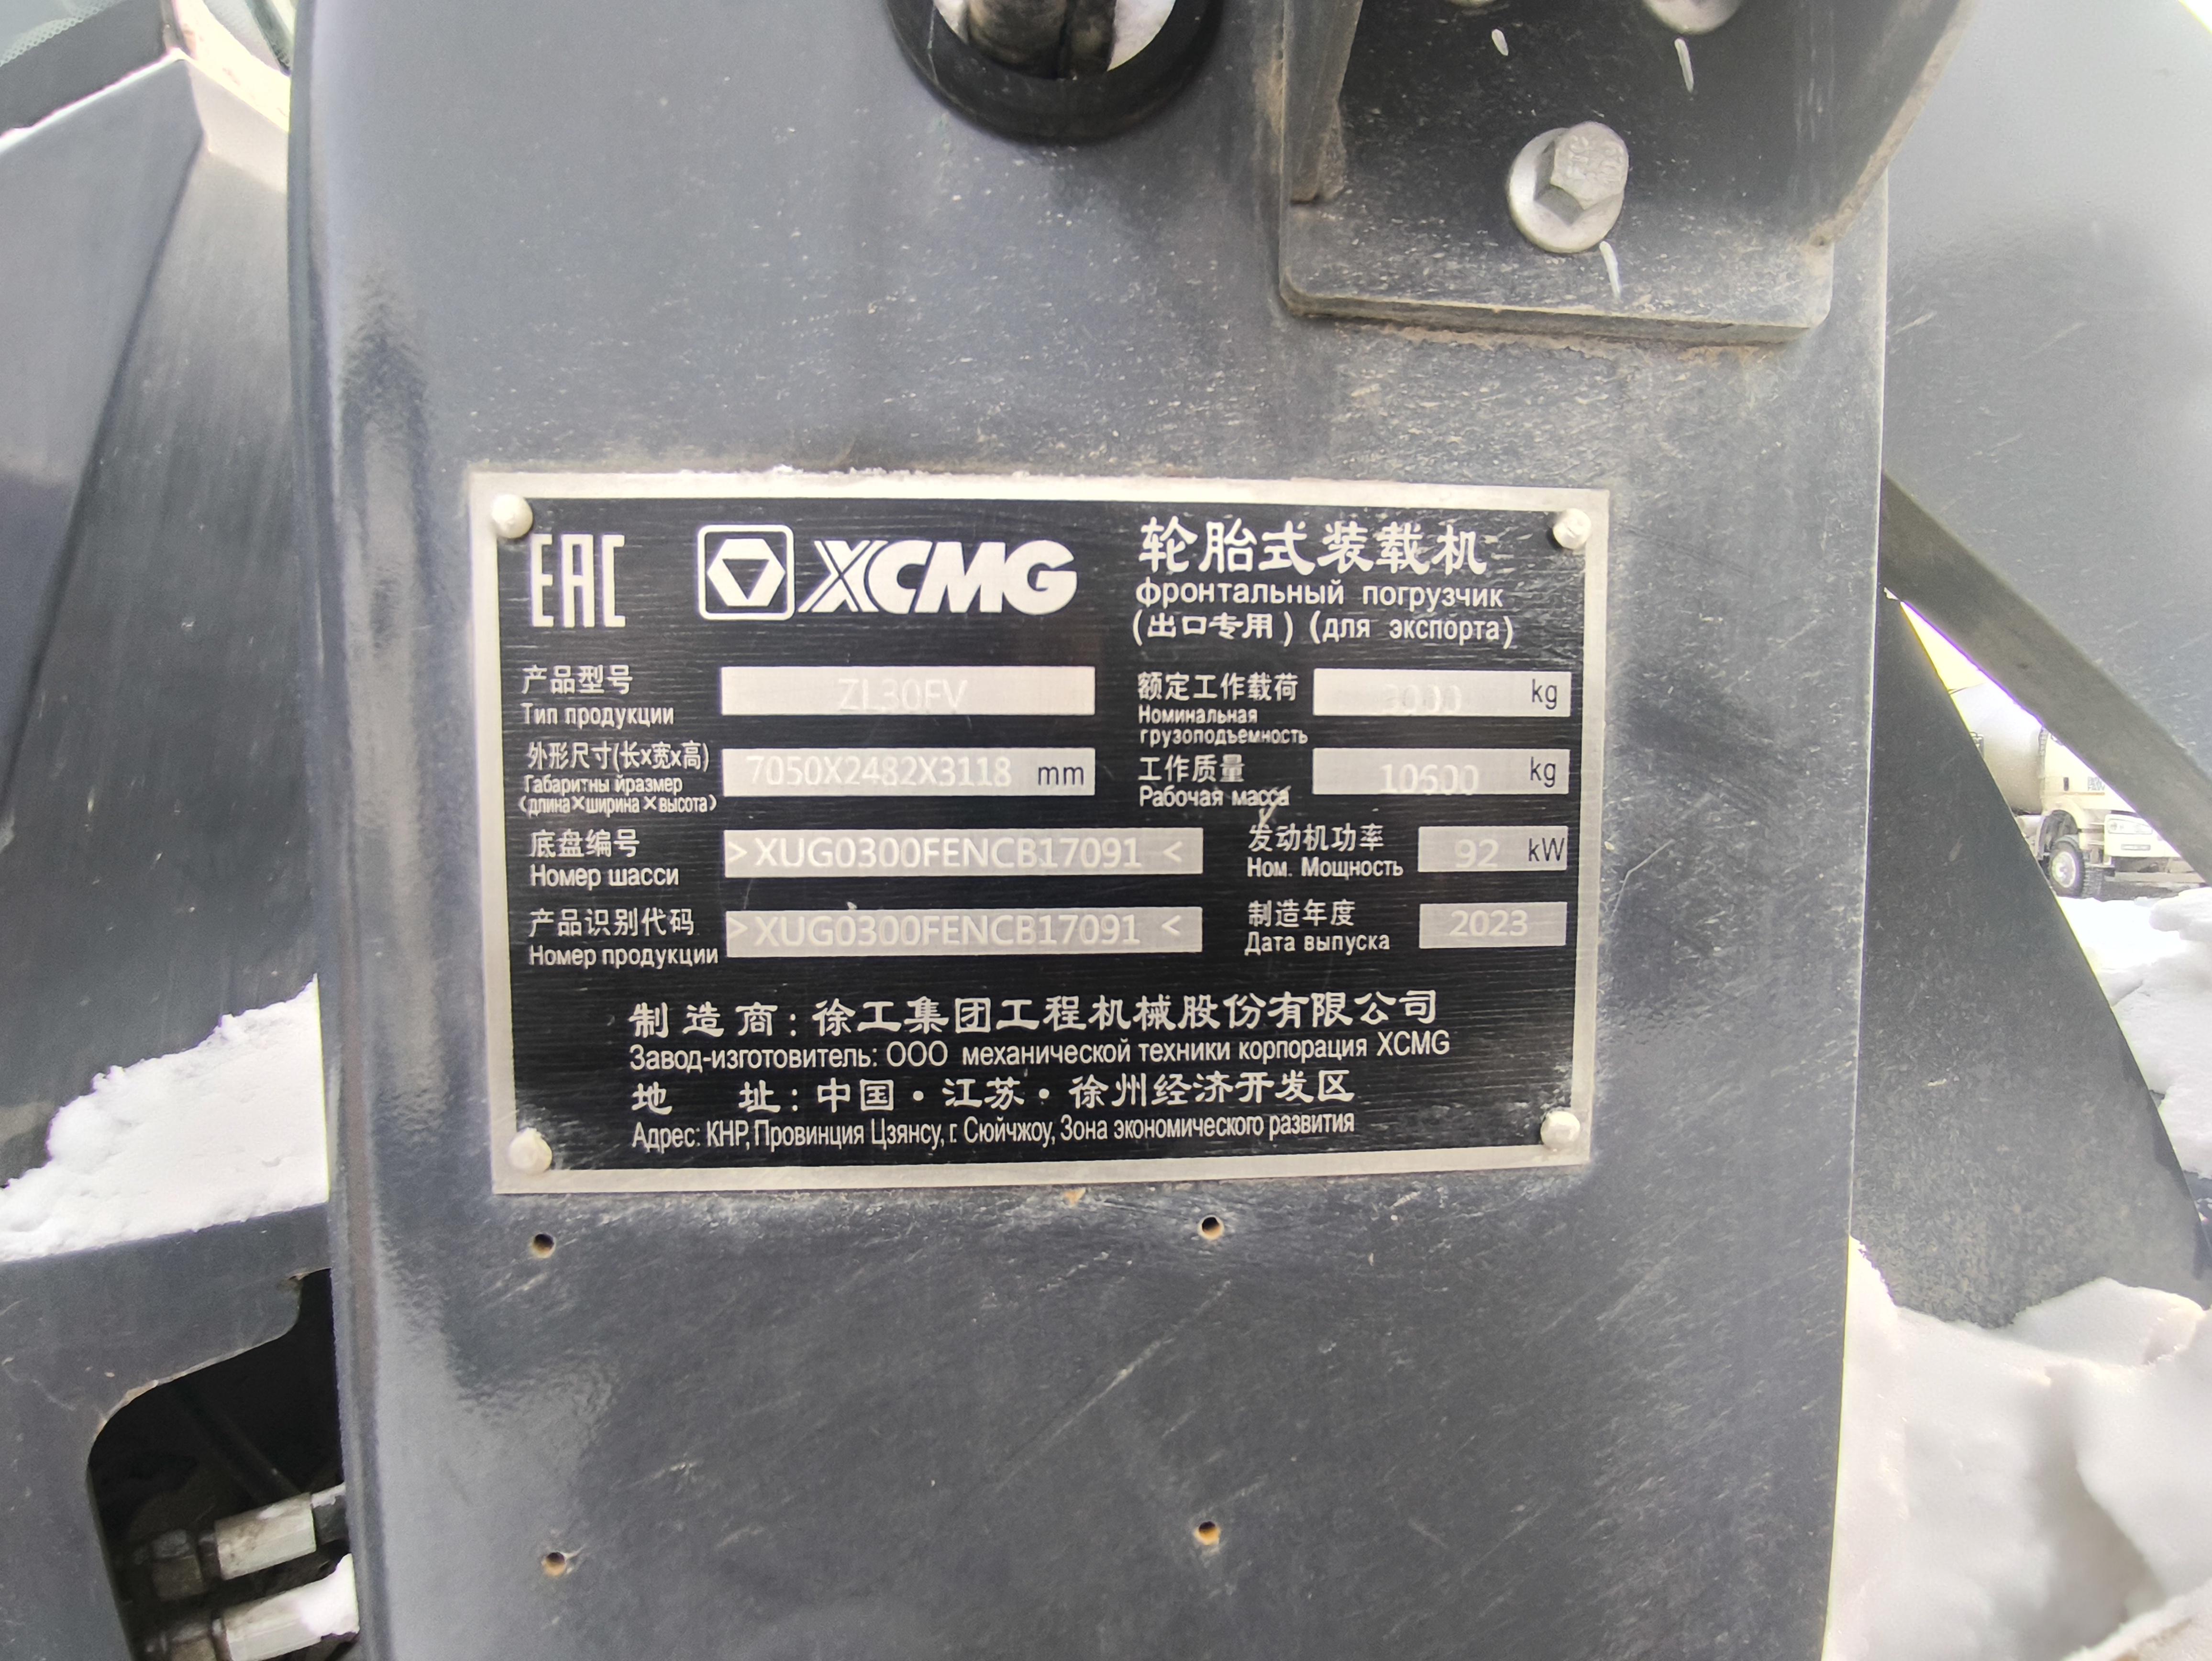 EAC XCMG 轮胎式装载机
фронтальный погрузчик
(出口专用) (для экспорта)
产品型号 ZL30FV 额定工作载荷 3000 kg
Тип продукции Номинальная
грузоподъемность
外形尺寸(长x宽x高) 7050X2482X3118 mm 工作质量 kg
Габаритны йразмер Рабочая масса
(длина×ширина×высота)
底盘编号 >XUG0300FENCB17091< 发动机功率 92 kW
Номер шасси Ном. Мощность
产品识别代码 >XUG0300FENCB17091< 制造年度 2023
Номер продукции Дата выпуска
制造商:徐工集团工程机械股份有限公司
Завод-изготовитель: ООО механической техники корпорация XCMG
地 址:中国·江苏·徐州经济开发区
Адрес: КНР, Провинция Цзянсу, г. Сюйчжоу, Зона экономического развития